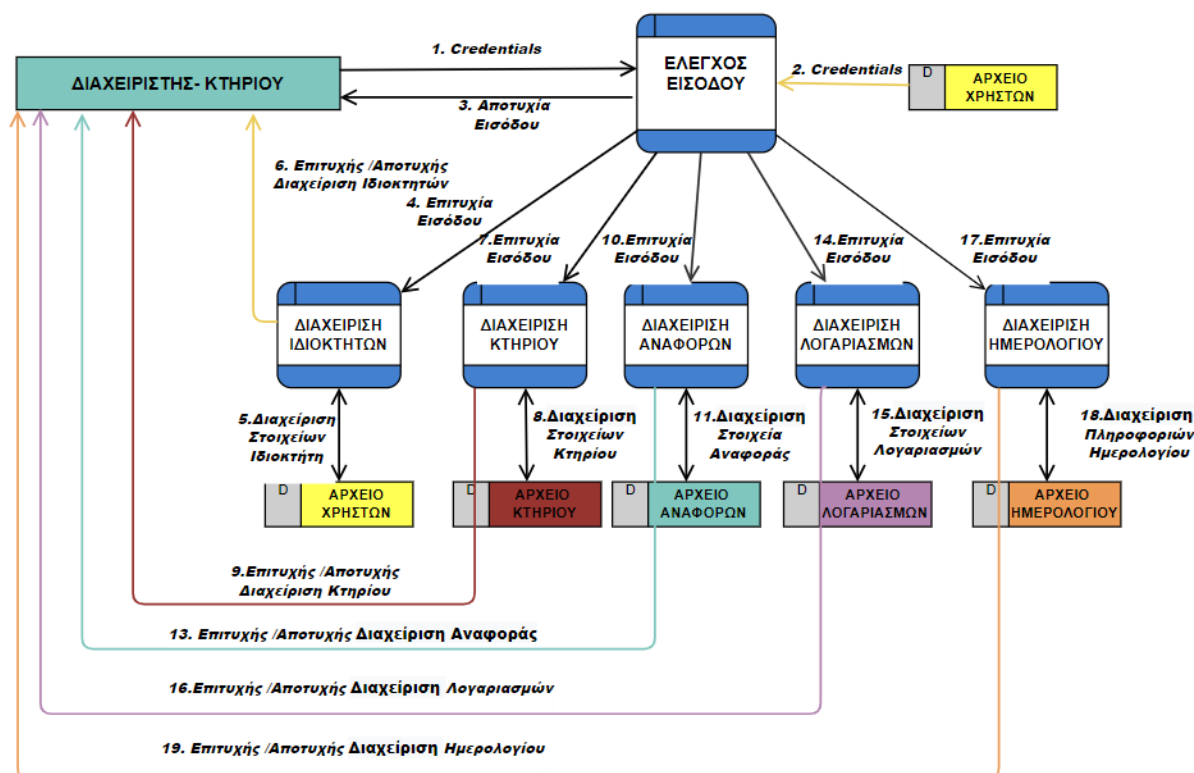 1. Credentials
ΔΙΑΧΕΙΡΙΣΤΗΣ- ΚΤΗΡΙΟΥ
ΕΛΕΓΧΟΣ
ΕΙΣΟΔΟΥ
2. Credentials
D
ΑΡΧΕΙΟ
ΧΡΗΣΤΩΝ
3. Αποτυχία
Εισόδου
6. Επιτυχής /Αποτυχής
Διαχείριση Ιδιοκτητών
4. Επιτυχία
Εισόδου
7.Επιτυχία
Εισόδου
10.Επιτυχία
Εισόδου
14.Επιτυχία
Εισόδου
17.Επιτυχία
Εισόδου
ΔΙΑΧΕΙΡΙΣΗ
ΙΔΙΟΚΤΗΤΩΝ
ΔΙΑΧΕΙΡΙΣΗ
ΚΤΗΡΙΟΥ
ΔΙΑΧΕΙΡΙΣΗ
ΑΝΑΦΟΡΩΝ
ΔΙΑΧΕΙΡΙΣΗ
ΛΟΓΑΡΙΑΣΜΩΝ
ΔΙΑΧΕΙΡΙΣΗ
ΗΜΕΡΟΛΟΓΙΟΥ
5.Διαχείριση
Στοιχείων
Ιδιοκτήτη
8.Διαχείριση
Στοιχείων
Κτηρίου
11.Διαχείριση
Στοιχεία
Αναφοράς
15.Διαχείριση
Στοιχείων
Λογαριασμών
18.Διαχείριση
Πληροφοριών
Ημερολογίου
D
ΑΡΧΕΙΟ
ΧΡΗΣΤΩΝ
D
ΑΡΧΕΙΟ
ΚΤΗΡΙΟΥ
D
ΑΡΧΕΙΟ
ΑΝΑΦΟΡΩΝ
D
ΑΡΧΕΙΟ
ΛΟΓΑΡΙΑΣΜΩΝ
D
ΑΡΧΕΙΟ
ΗΜΕΡΟΛΟΓΙΟΥ
9.Επιτυχής /Αποτυχής
Διαχείριση Κτηρίου
13. Επιτυχής /Αποτυχής Διαχείριση Αναφοράς
16.Επιτυχής /Αποτυχής Διαχείριση Λογαριασμών
19. Επιτυχής /Αποτυχής Διαχείριση Ημερολογίου